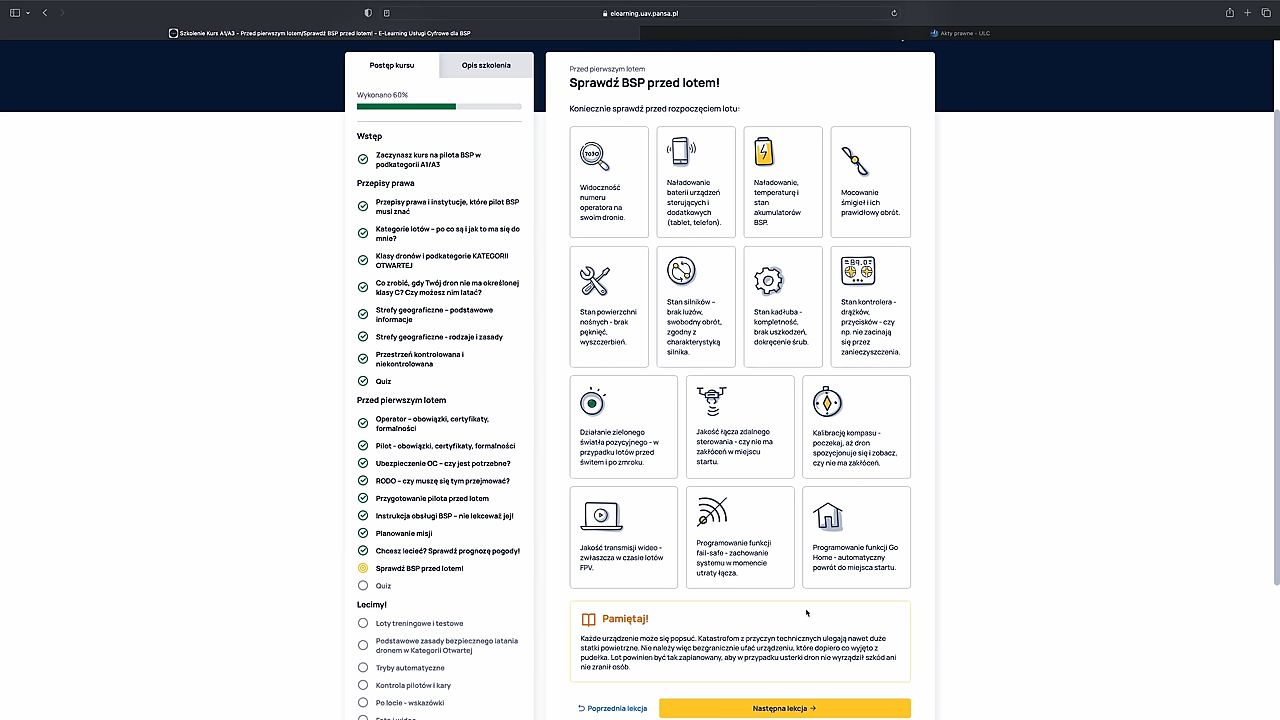 elearning.uav.pansa.pl
Szkolenie Kurs A1/A3 – Przed pierwszym lotem/Sprawdź BSP przed lotem! – E-Learning Usługi Cyfrowe dla BSP
Akty prawne - ULC
Postęp kursu
Opis szkolenia
Wykonano 60%
Wstęp
Zaczynasz kurs na pilota BSP w
podkategorii A1/A3
Przepisy prawa
Przepisy prawa i instytucje, które pilot BSP
musi znać
Kategorie lotów – po co są i jak to ma się do
mnie?
Klasy dronów i podkategorie KATEGORII
OTWARTEJ
Co zrobić, gdy Twój dron nie ma określonej
klasy C? Czy możesz nim latać?
Strefy geograficzne – podstawowe
informacje
Strefy geograficzne - rodzaje i zasady
Przestrzeń kontrolowana i
niekontrolowana
Quiz
Przed pierwszym lotem
Operator – obowiązki, certyfikaty,
formalności
Pilot - obowiązki, certyfikaty, formalności
Ubezpieczenie OC – czy jest potrzebne?
RODO – czy muszę się tym przejmować?
Przygotowanie pilota przed lotem
Instrukcja obsługi BSP – nie lekceważ jej!
Planowanie misji
Chcesz lecieć? Sprawdź prognozę pogody!
Sprawdź BSP przed lotem!
Quiz
Lecimy!
Loty treningowe i testowe
Podstawowe zasady bezpiecznego latania
dronem w Kategorii Otwartej
Tryby automatyczne
Kontrola pilotów i kary
Po locie - wskazówki
Przed pierwszym lotem
Sprawdź BSP przed lotem!
Koniecznie sprawdź przed rozpoczęciem lotu:
Widoczność
numeru
operatora na
swoim dronie.
Naładowanie
baterii urządzeń
sterujących i
dodatkowych
(tablet, telefon).
Naładowanie,
temperaturę i
stan
akumulatorów
BSP.
Mocowanie
śmigieł i ich
prawidłowy obrót.
Stan powierzchni
nośnych - brak
pęknięć,
wyszczerbień.
Stan silników –
brak luzów,
swobodny obrót,
zgodny z
charakterystyką
silnika.
Stan kadłuba -
kompletność,
brak uszkodzeń,
dokręcenie śrub.
Stan kontrolera -
drążków,
przycisków - czy
np. nie zacinają
się przez
zanieczyszczenia.
Działanie zielonego
światła pozycyjnego - w
przypadku lotów przed
świtem i po zmroku.
Jakość łącza zdalnego
sterowania - czy nie ma
zakłóceń w miejscu
startu.
Kalibrację kompasu -
poczekaj, aż dron
spozycjonuje się i zobacz,
czy nie ma zakłóceń.
Jakość transmisji wideo -
zwłaszcza w czasie lotów
FPV.
Programowanie funkcji
fail-safe - zachowanie
systemu w momencie
utraty łącza.
Programowanie funkcji Go
Home - automatyczny
powrót do miejsca startu.
Pamiętaj!
Każde urządzenie może się popsuć. Katastrofom z przyczyn technicznych ulegają nawet duże
statki powietrzne. Nie należy więc bezgranicznie ufać urządzeniu, które dopiero co wyjęto z
pudełka. Lot powinien być tak zaplanowany, aby w przypadku usterki dron nie wyrządził szkód ani
nie zranił osób.
Poprzednia lekcja
Następna lekcja →